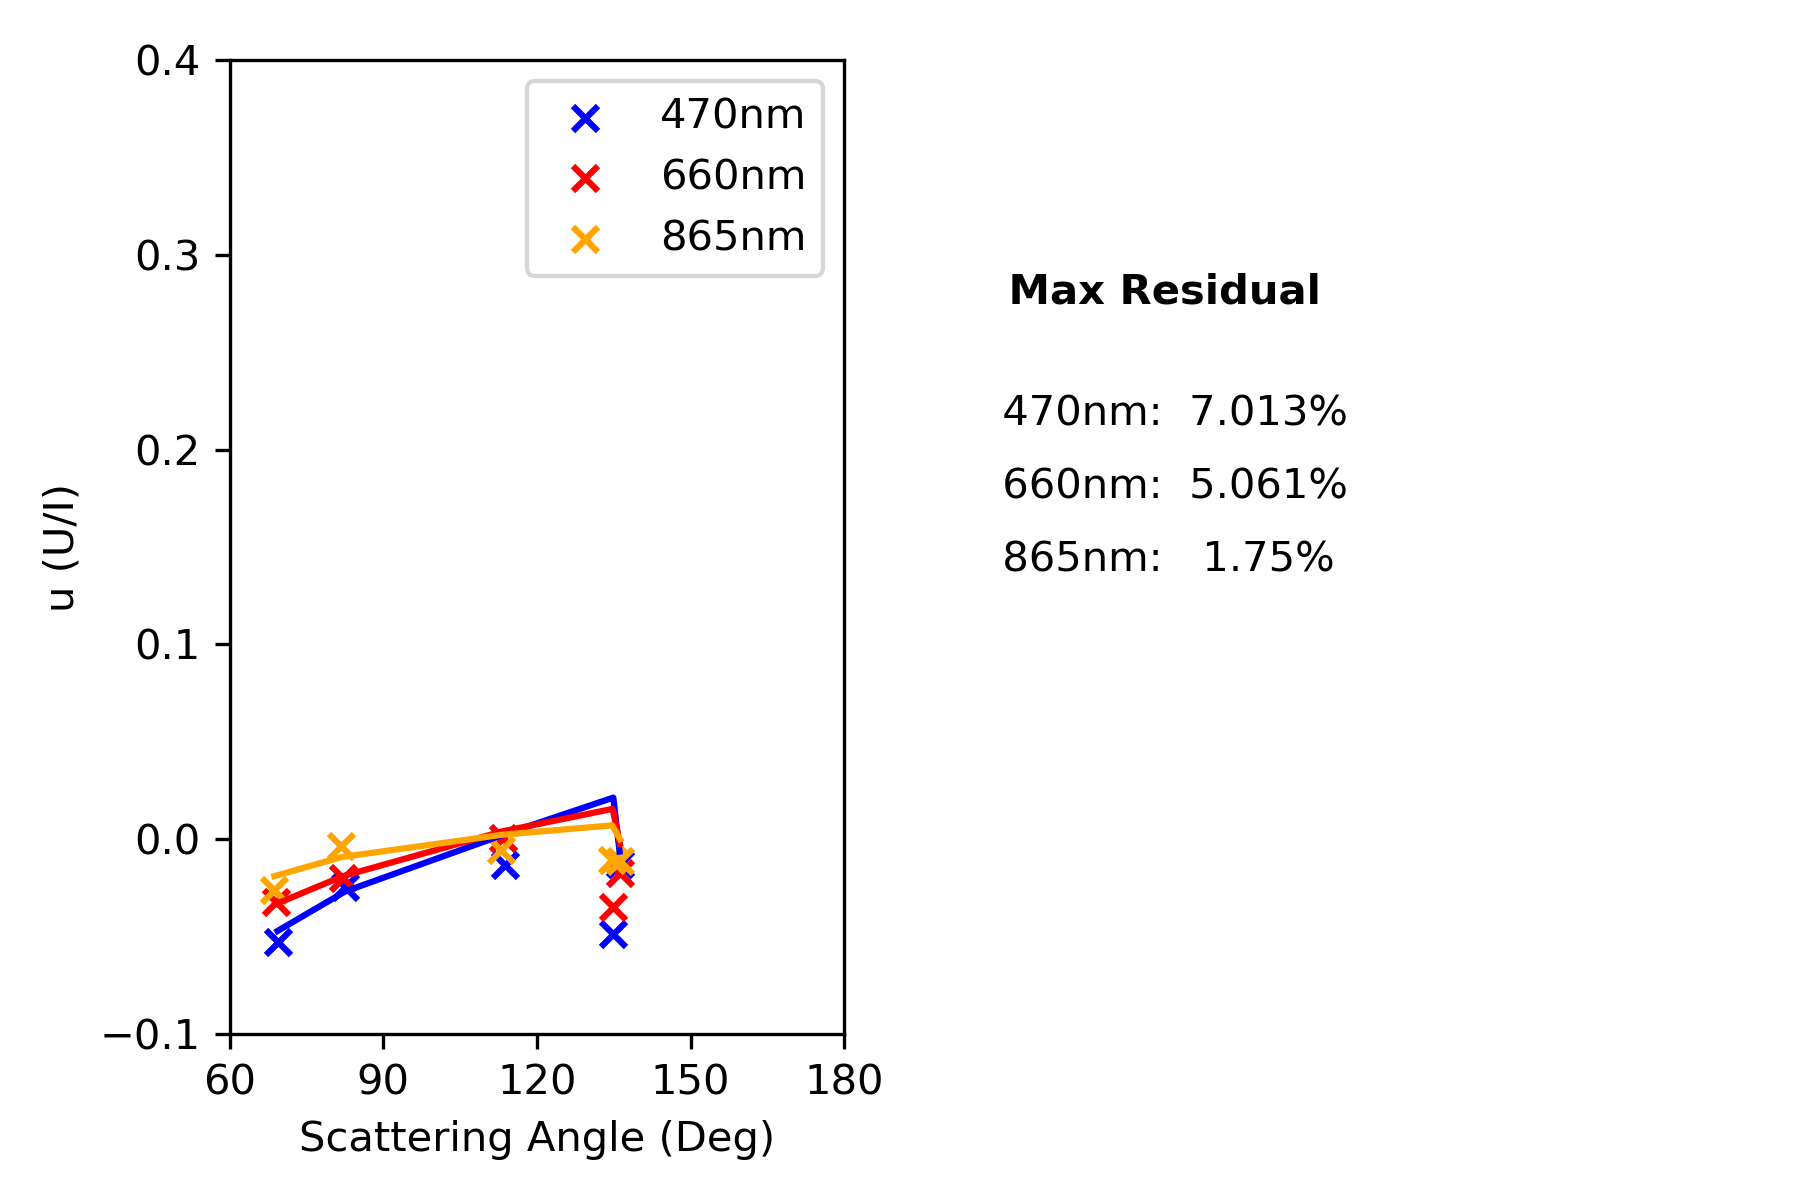 0.4
0.3
0.2
0.1
0.0
−0.1
u (U/I)
60 90 120 150 180
Scattering Angle (Deg)
470nm
660nm
865nm
Max Residual
470nm: 7.013%
660nm: 5.061%
865nm: 1.75%